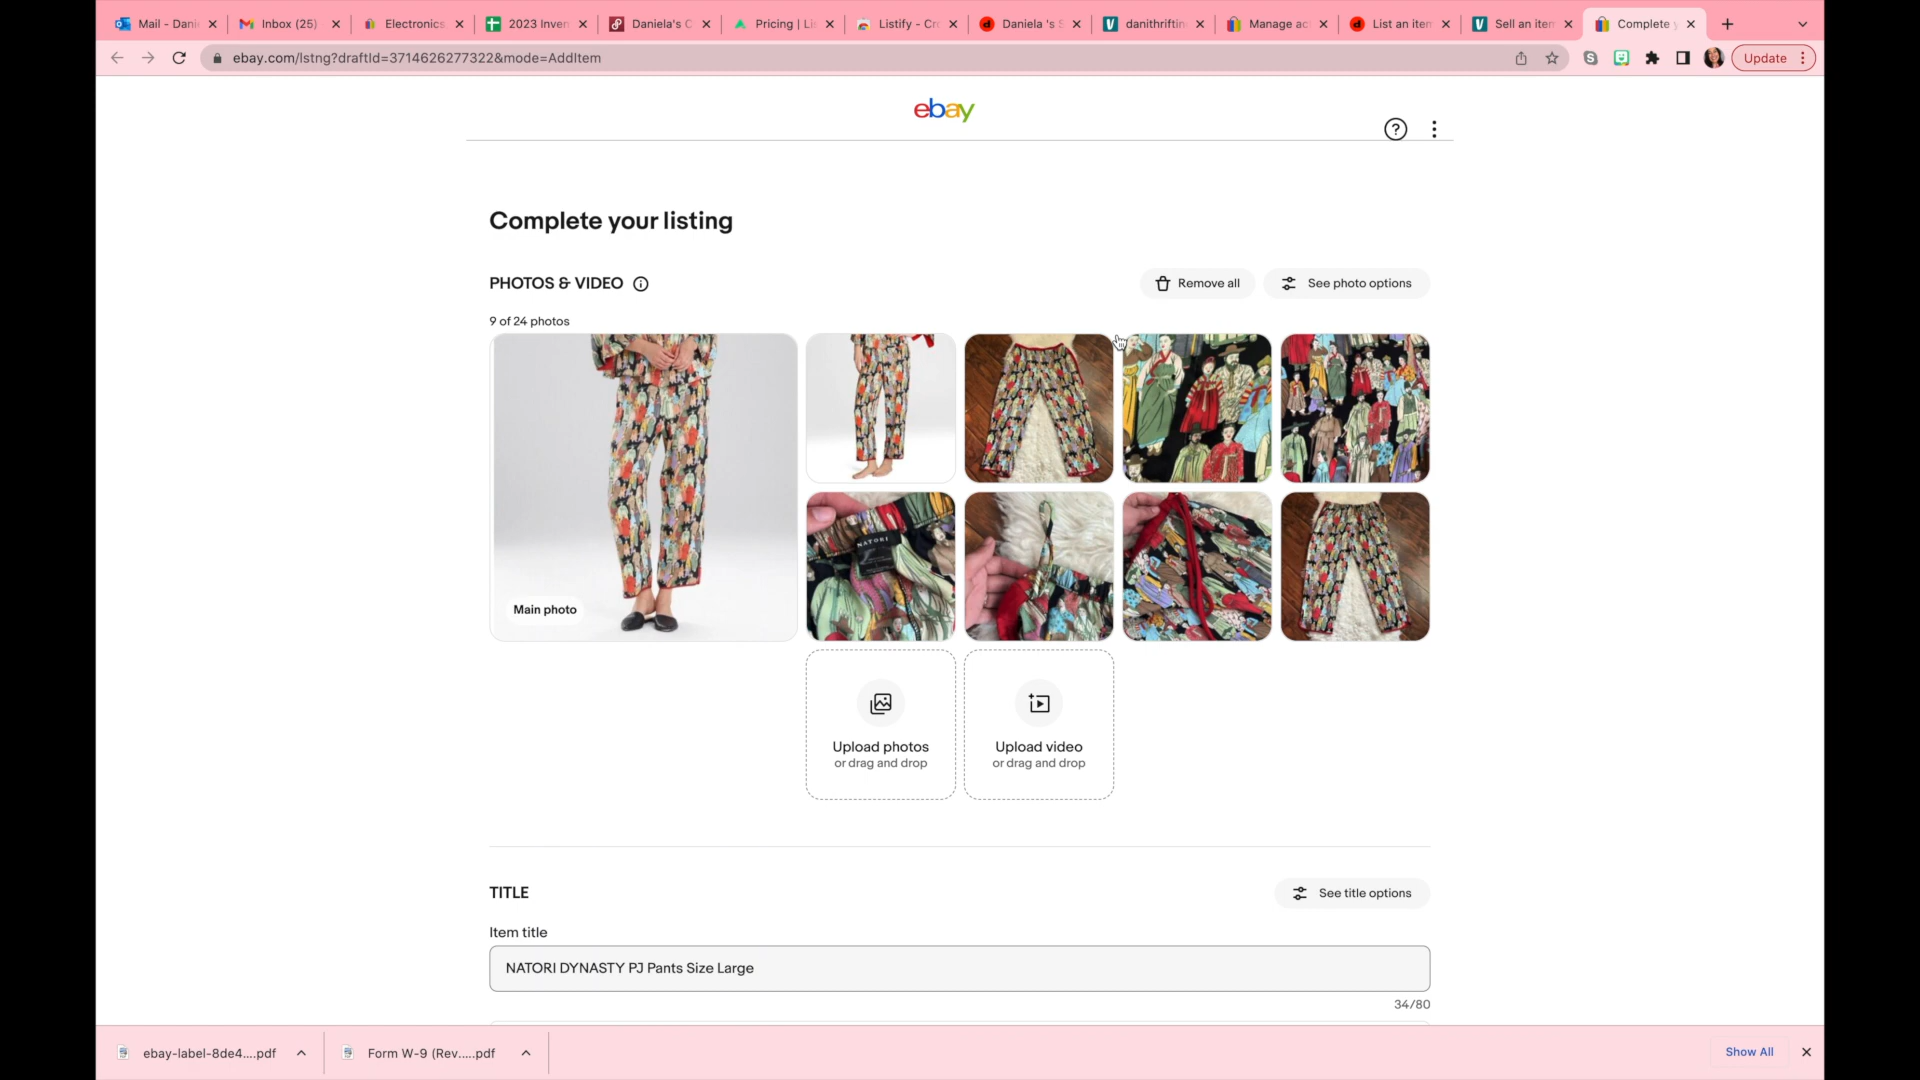 Mail - Dani
Inbox (25)
Electronics
2023 Inven
Daniela's C
Pricing | Li
Listify - Cr
Daniela 's S
danithriftin
Manage ac
List an item
Sell an item
Complete y
ebay.com/lstng?draftId=3714626277322&mode=AddItem
Update
ebay
Complete your listing
PHOTOS & VIDEO
Remove all
See photo options
9 of 24 photos
Main photo
NATORI
Upload photos
or drag and drop
Upload video
or drag and drop
TITLE
See title options
Item title
NATORI DYNASTY PJ Pants Size Large
34/80
ebay-label-8de4....pdf
Form W-9 (Rev.....pdf
Show All